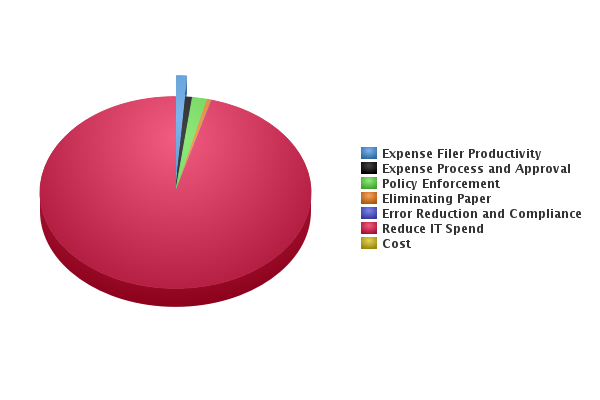 Expense Filer Productivity
Expense Process and Approval
Policy Enforcement
Eliminating Paper
Error Reduction and Compliance
Reduce IT Spend
Cost